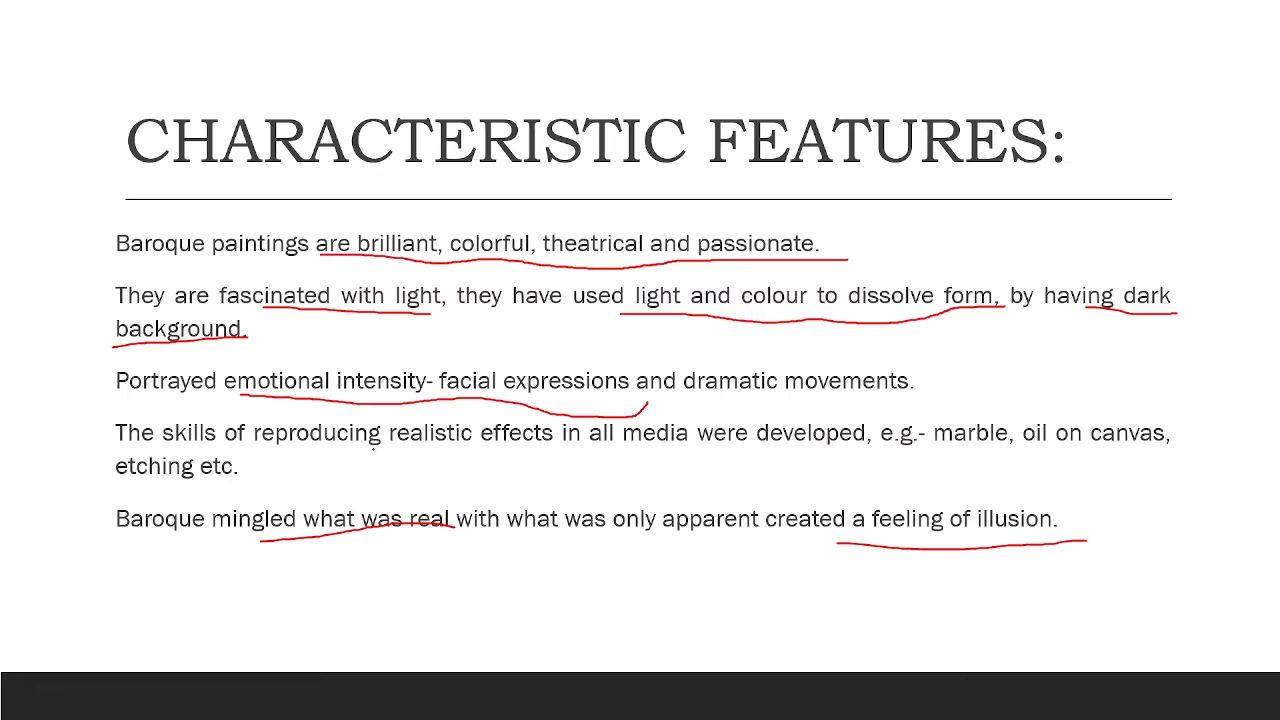 CHARACTERISTIC FEATURES:
Baroque paintings are brilliant, colorful, theatrical and passionate.
They are fascinated with light, they have used light and colour to dissolve form, by having dark
background.
Portrayed emotional intensity- facial expressions and dramatic movements.
The skills of reproducing realistic effects in all media were developed, e.g.- marble, oil on canvas,
etching etc.
Baroque mingled what was real with what was only apparent created a feeling of illusion.